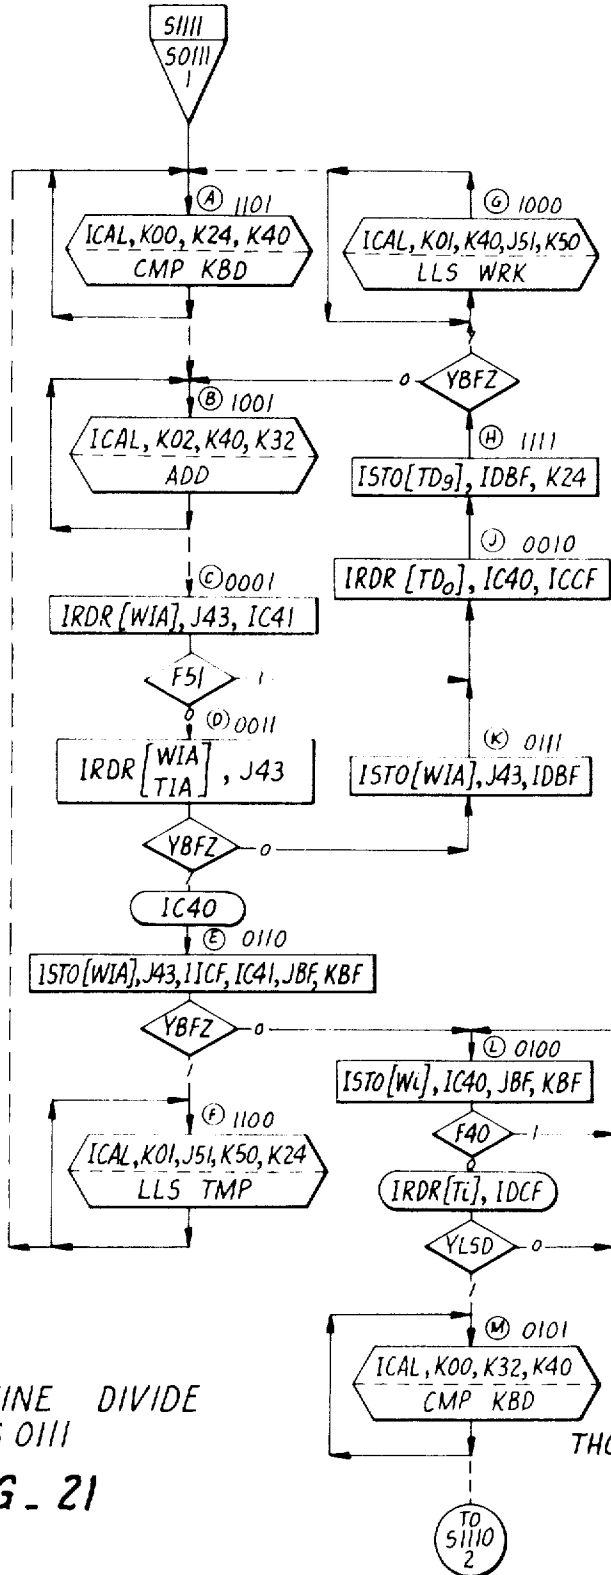 S1111
S0111
1
A 1101
ICAL, K00, K24, K40
CMP KBD
B 1001
ICAL, K02, K40, K32
ADD
C 0001
IRDR [WIA], J43, IC41
F51 1
0
D 0011
IRDR [WIA TIA], J43
YBFZ 0
1
IC40
E 0110
ISTO [WIA], J43, IICF, IC41, JBF, KBF
YBFZ 0
1
F 1100
ICAL, K01, J51, K50, K24
LLS TMP
G 1000
ICAL, K01, K40, J51, K50
LLS WRK
1
0 YBFZ
H 1111
ISTO [TD9], IDBF, K24
J 0010
IRDR [TD0], IC40, ICCF
K 0111
ISTO [WIA], J43, IDBF
L 0100
ISTO [Wi], IC40, JBF, KBF
F40 1
0
IRDR [Ti], IDCF
YLSD 0
1
M 0101
ICAL, K00, K32, K40
CMP KBD
TO
S1110
2
INE DIVIDE
S 0111
G_ 21
THO